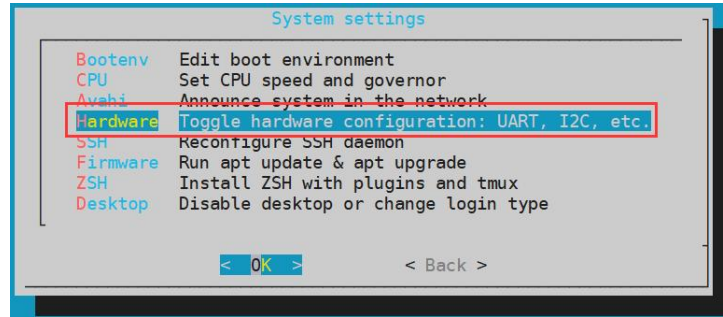 System settings
Bootenv Edit boot environment
CPU Set CPU speed and governor
Avahi Announce system in the network
Hardware Toggle hardware configuration: UART, I2C, etc.
SSH Reconfigure SSH daemon
Firmware Run apt update & apt upgrade
ZSH Install ZSH with plugins and tmux
Desktop Disable desktop or change login type
< OK > < Back >